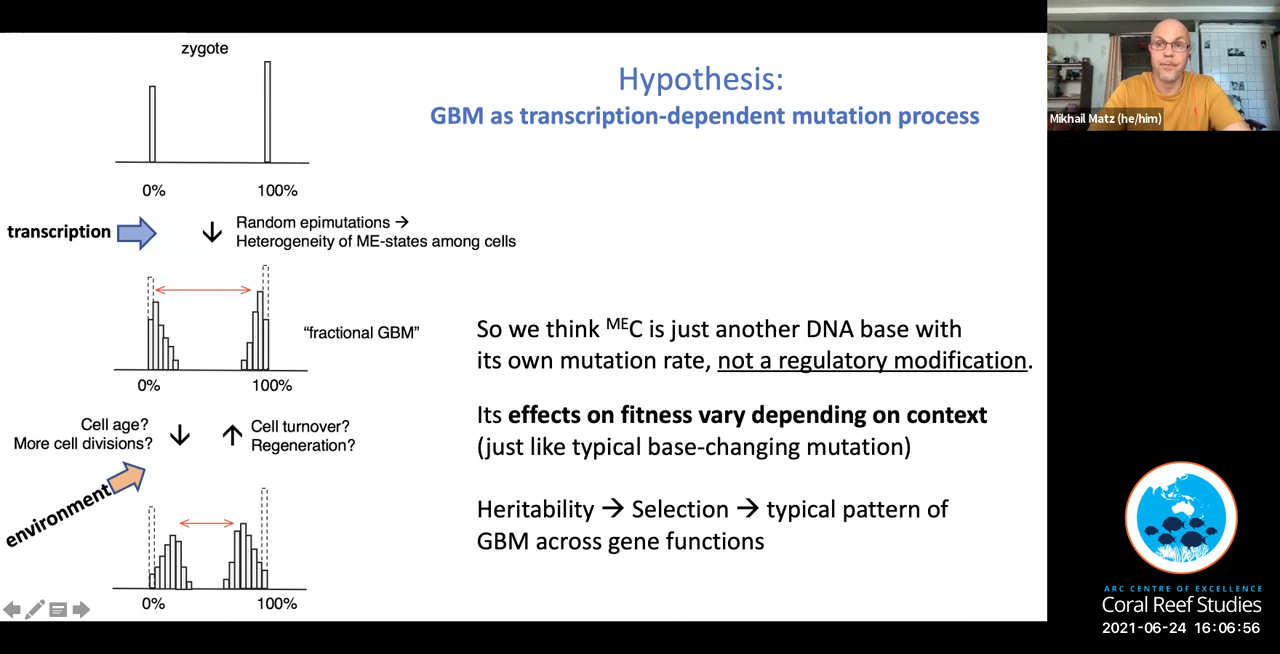 zygote
0%
100%
transcription
Random epimutations →
Heterogeneity of ME-states among cells
"fractional GBM"
0%
100%
Cell age?
More cell divisions?
Cell turnover?
Regeneration?
environment
0%
100%
Hypothesis:
GBM as transcription-dependent mutation process
So we think ᴹᴱC is just another DNA base with
its own mutation rate, not a regulatory modification.
Its effects on fitness vary depending on context
(just like typical base-changing mutation)
Heritability → Selection → typical pattern of
GBM across gene functions
Mikhail Matz (he/him)
ARC CENTRE OF EXCELLENCE
Coral Reef Studies
2021-06-24 16:06:56